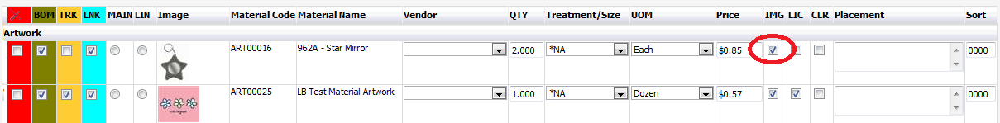 BOM TRK LNK MAIN LIN Image Material Code Material Name Vendor QTY Treatment/Size UOM Price IMG LIC CLR Placement Sort
Artwork
ART00016 962A - Star Mirror 2.000 *NA Each $0.85 0000
ART00025 LB Test Material Artwork 1.000 *NA Dozen $0.57 0000